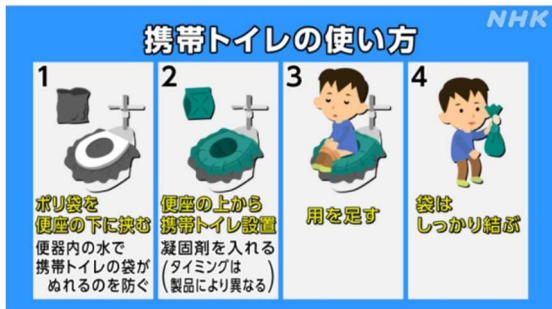 NHK
携帯トイレの使い方
1
ポリ袋を
便座の下に挟む
便器内の水で
携帯トイレの袋が
ぬれるのを防ぐ
2
便座の上から
携帯トイレ設置
凝固剤を入れる
(タイミングは
製品により異なる)
3
用を足す
4
袋は
しっかり結ぶ